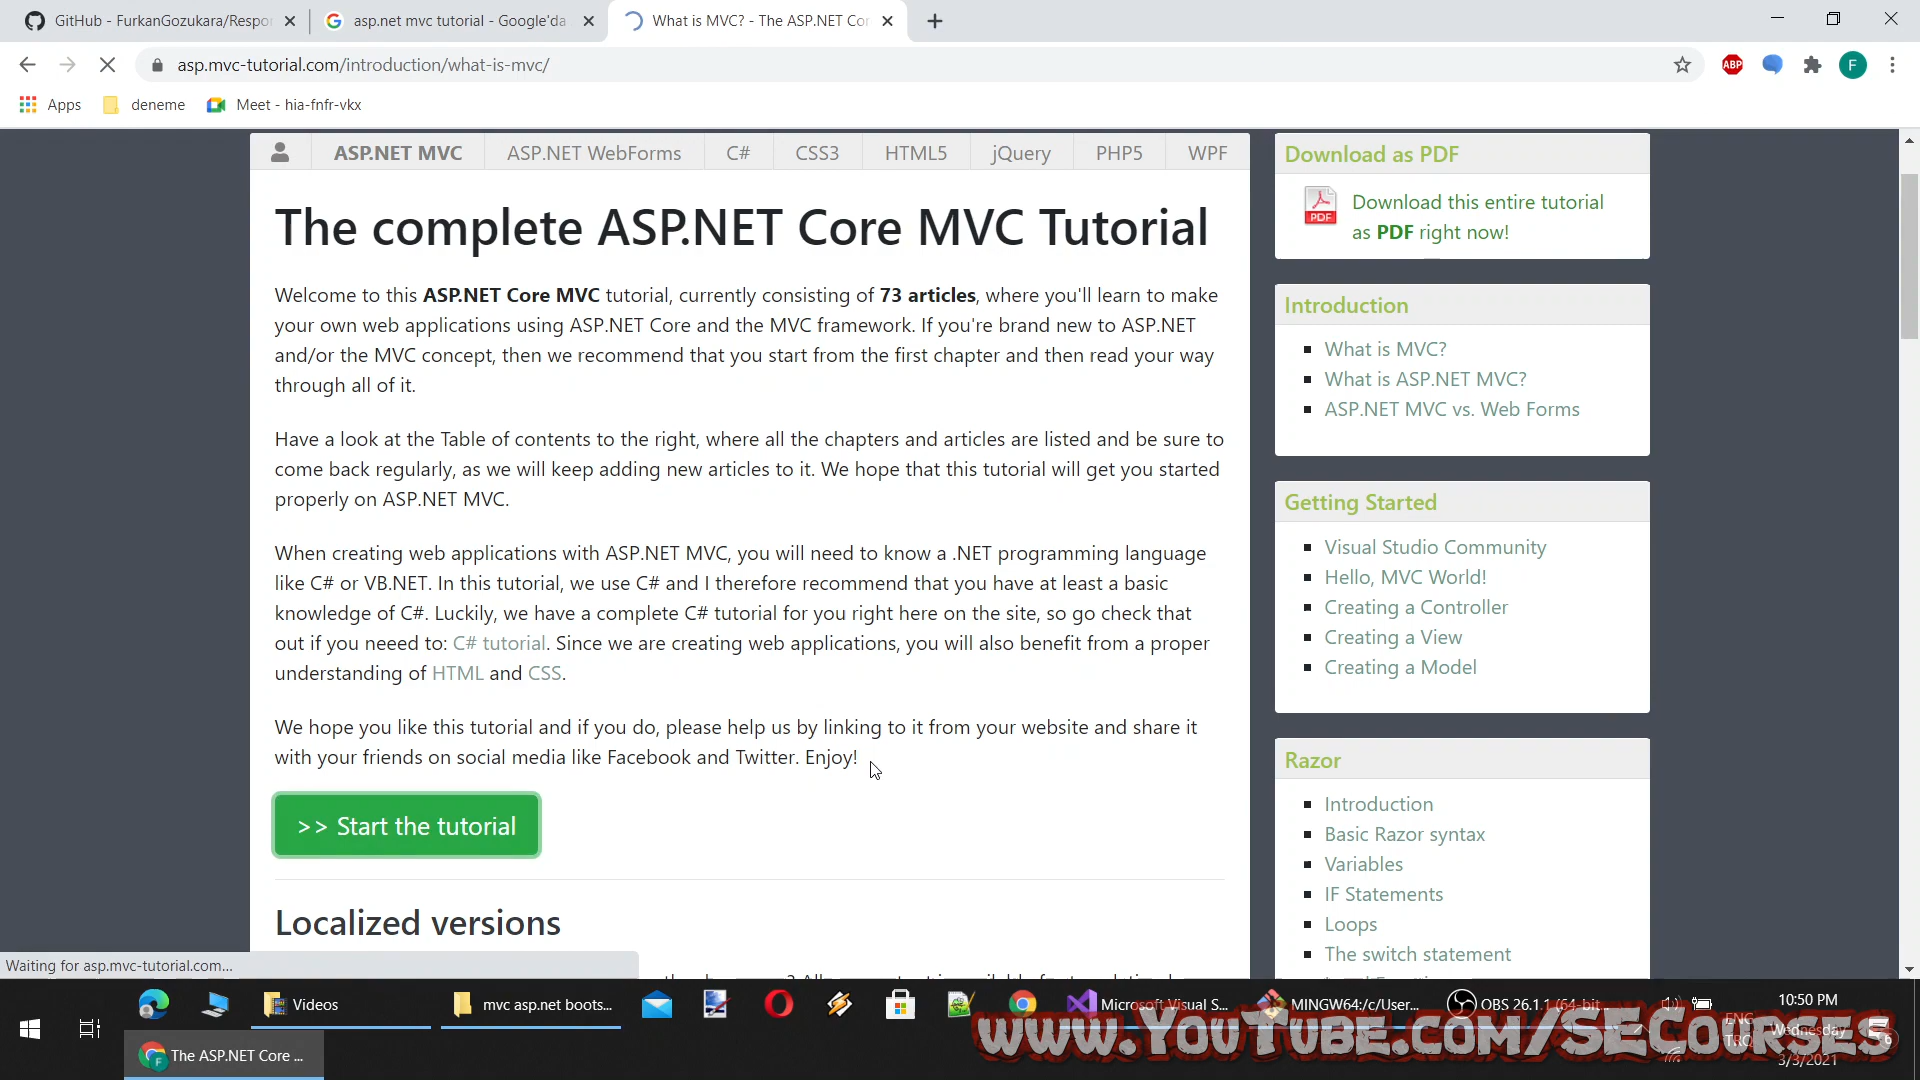 GitHub - FurkanGozukara/Respo
asp.net mvc tutorial - Google'da
What is MVC? - The ASP.NET Cor
asp.mvc-tutorial.com/introduction/what-is-mvc/
ABP
F
Apps
deneme
Meet - hia-fnfr-vkx
ASP.NET MVC
ASP.NET WebForms
C#
CSS3
HTML5
jQuery
PHP5
WPF
The complete ASP.NET Core MVC Tutorial
Welcome to this ASP.NET Core MVC tutorial, currently consisting of 73 articles, where you'll learn to make
your own web applications using ASP.NET Core and the MVC framework. If you're brand new to ASP.NET
and/or the MVC concept, then we recommend that you start from the first chapter and then read your way
through all of it.
Have a look at the Table of contents to the right, where all the chapters and articles are listed and be sure to
come back regularly, as we will keep adding new articles to it. We hope that this tutorial will get you started
properly on ASP.NET MVC.
When creating web applications with ASP.NET MVC, you will need to know a .NET programming language
like C# or VB.NET. In this tutorial, we use C# and I therefore recommend that you have at least a basic
knowledge of C#. Luckily, we have a complete C# tutorial for you right here on the site, so go check that
out if you neeed to: C# tutorial. Since we are creating web applications, you will also benefit from a proper
understanding of HTML and CSS.
We hope you like this tutorial and if you do, please help us by linking to it from your website and share it
with your friends on social media like Facebook and Twitter. Enjoy!
>> Start the tutorial
Localized versions
Download as PDF
PDF
Download this entire tutorial
as PDF right now!
Introduction
What is MVC?
What is ASP.NET MVC?
ASP.NET MVC vs. Web Forms
Getting Started
Visual Studio Community
Hello, MVC World!
Creating a Controller
Creating a View
Creating a Model
Razor
Introduction
Basic Razor syntax
Variables
IF Statements
Loops
The switch statement
Waiting for asp.mvc-tutorial.com...
Videos
mvc asp.net boots...
Microsoft Visual S...
MINGW64:/c/User...
OBS 26.1.1 (64-bit...
10:50 PM
ENG
Wednesday
3/3/2021
The ASP.NET Core ...
www.YouTube.com/SECourses